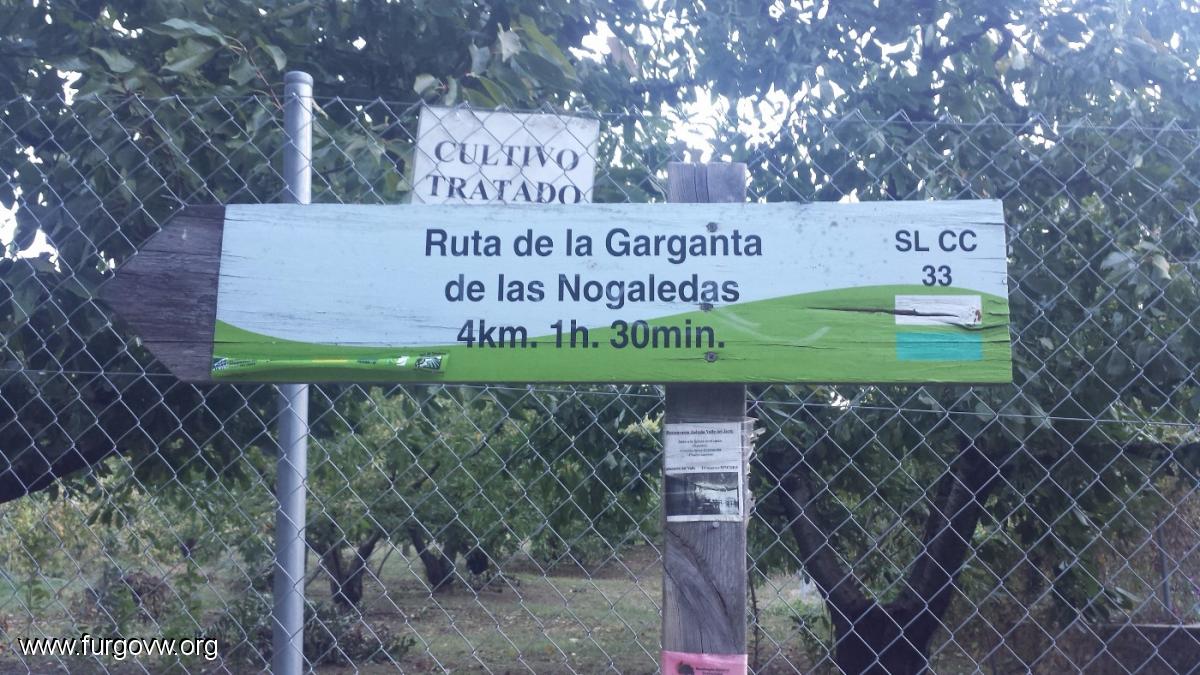 CULTIVO
TRATADO
Ruta de la Garganta
de las Nogaledas
4km. 1h. 30min.
SL CC
33
www.furgovw.org